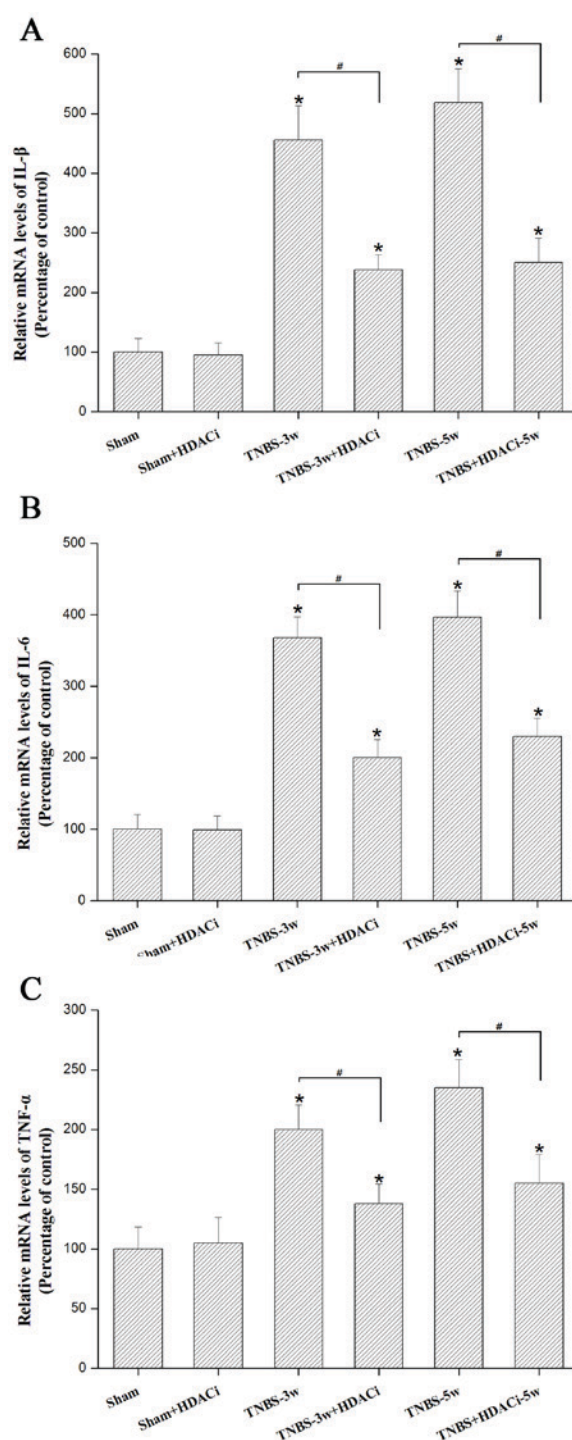 A
Relative mRNA levels of IL-β
(Percentage of control)
600
500
400
300
200
100
0
*
#
*
*
#
*
Sham
Sham+HDACi
TNBS-3w
TNBS-3w+HDACi
TNBS-5w
TNBS+HDACi-5w
B
Relative mRNA levels of IL-6
(Percentage of control)
500
400
300
200
100
0
*
#
*
*
#
*
Sham
Sham+HDACi
TNBS-3w
TNBS-3w+HDACi
TNBS-5w
TNBS+HDACi-5w
C
Relative mRNA levels of TNF-α
(Percentage of control)
300
250
200
150
100
50
0
*
#
*
*
#
*
Sham
Sham+HDACi
TNBS-3w
TNBS-3w+HDACi
TNBS-5w
TNBS+HDACi-5w